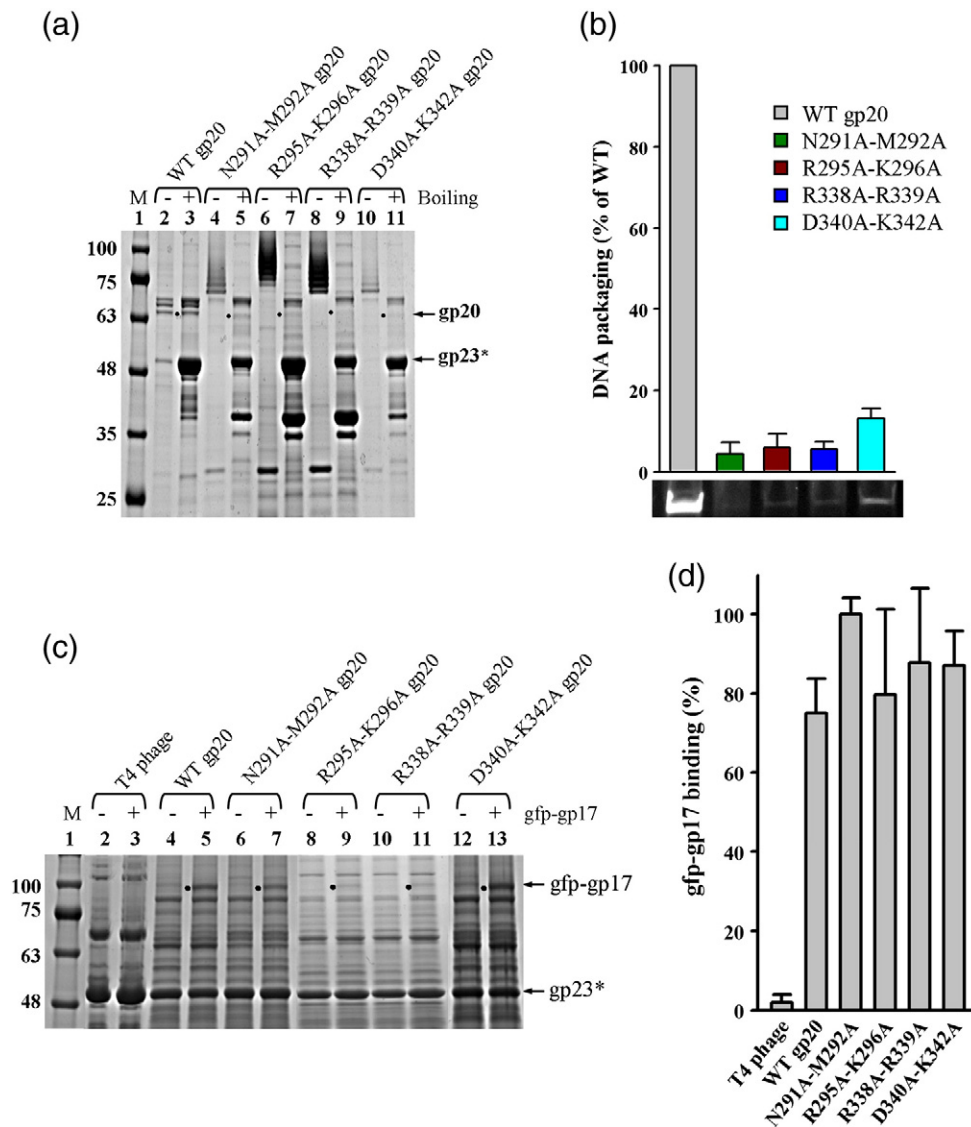 (a)
WT gp20
N291A-M292A gp20
R295A-K296A gp20
R338A-R339A gp20
D340A-K342A gp20
M - + - + - + - + - + Boiling
1 2 3 4 5 6 7 8 9 10 11
100
75
63
48
35
25
gp20
gp23*
(b)
DNA packaging (% of WT)
100
80
60
40
20
0
WT gp20
N291A-M292A
R295A-K296A
R338A-R339A
D340A-K342A
(c)
T4 phage
WT gp20
N291A-M292A gp20
R295A-K296A gp20
R338A-R339A gp20
D340A-K342A gp20
M - + - + - + - + - + - + gfp-gp17
1 2 3 4 5 6 7 8 9 10 11 12 13
100
75
63
48
gfp-gp17
gp23*
(d)
gfp-gp17 binding (%)
100
80
60
40
20
0
T4 phage
WT gp20
N291A-M292A
R295A-K296A
R338A-R339A
D340A-K342A